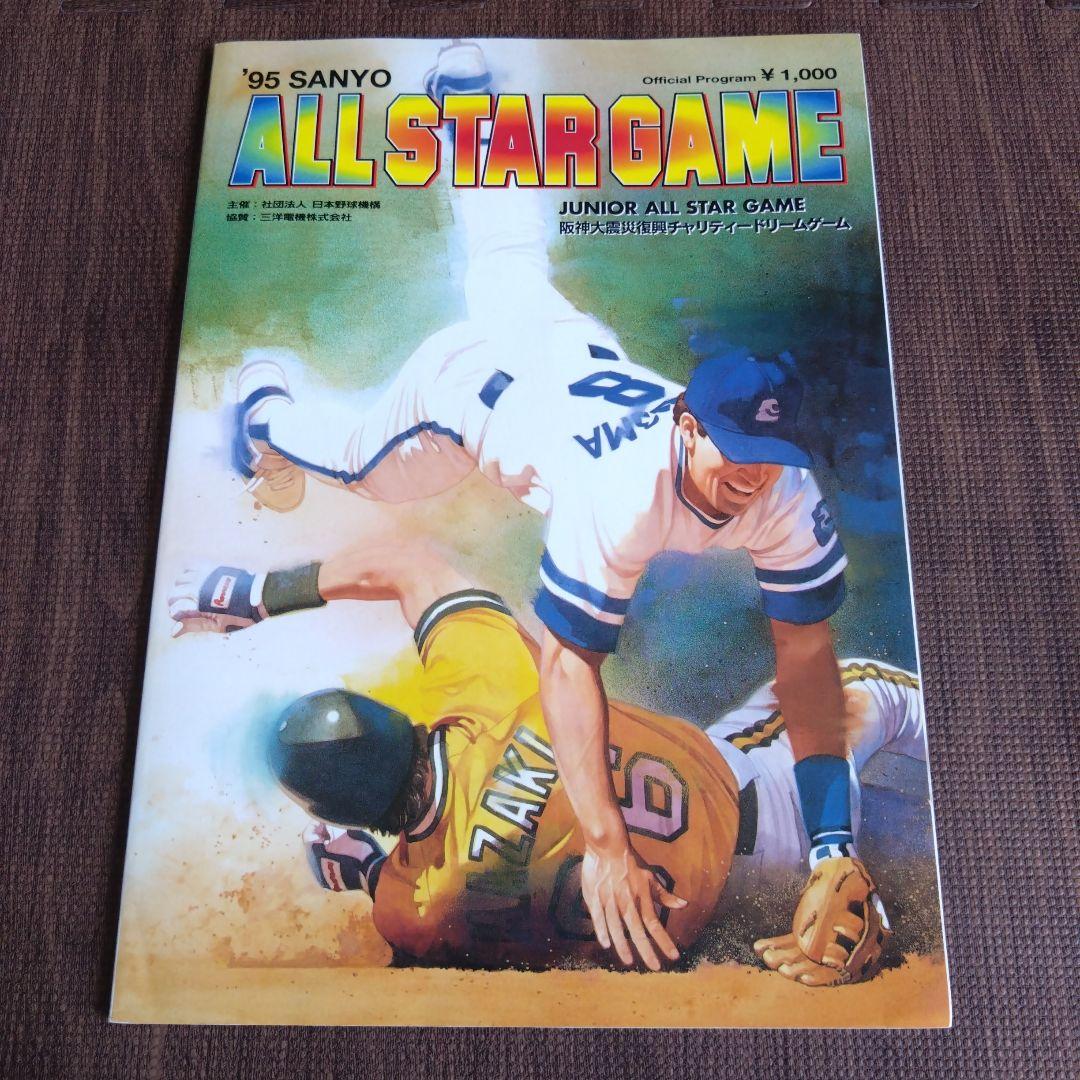 '95 SANYO
Official Program ¥ 1,000
ALL STAR GAME
主催：社団法人 日本野球機構
協賛：三洋電機株式会社
JUNIOR ALL STAR GAME
阪神大震災復興チャリティードリームゲーム
8
ZAKI